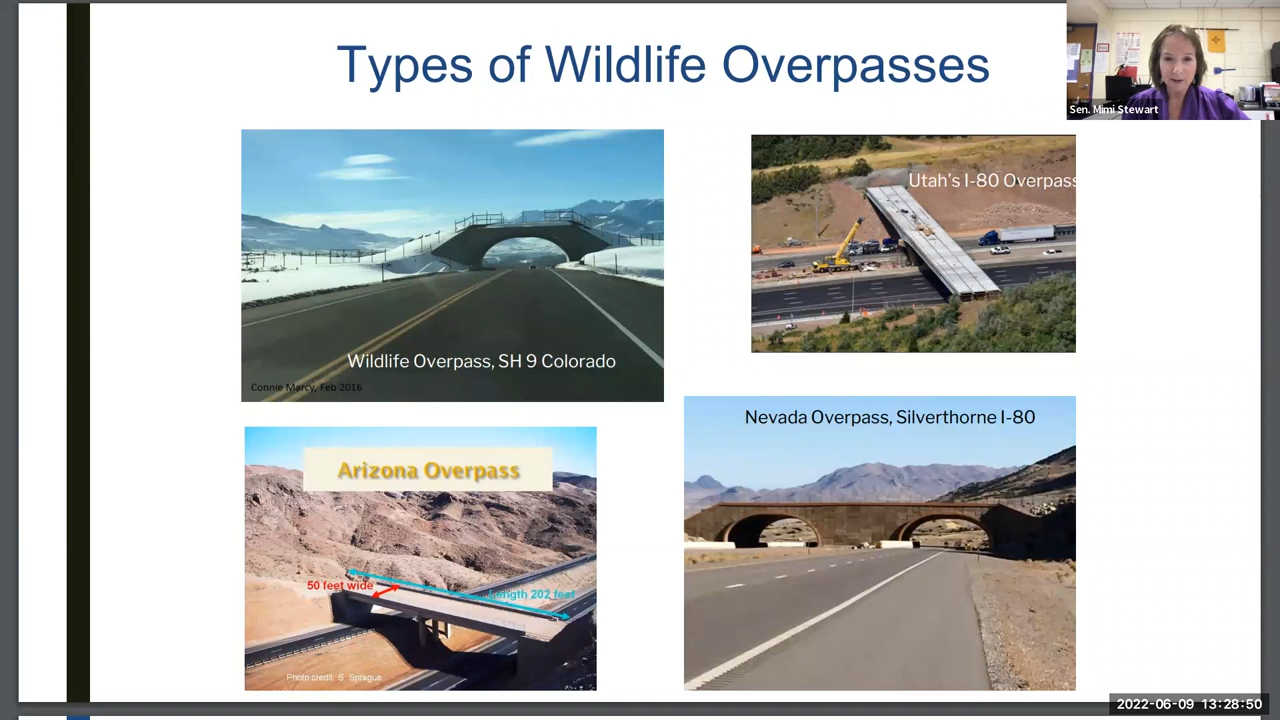 Types of Wildlife Overpasses
Sen. Mimi Stewart
Utah's I-80 Overpass
Wildlife Overpass, SH 9 Colorado
Connie Marcy, Feb 2016
Nevada Overpass, Silverthorne I-80
Arizona Overpass
50 feet wide
Length 202 feet
Photo credit: S. Sprague
2022-06-09 13:28:50